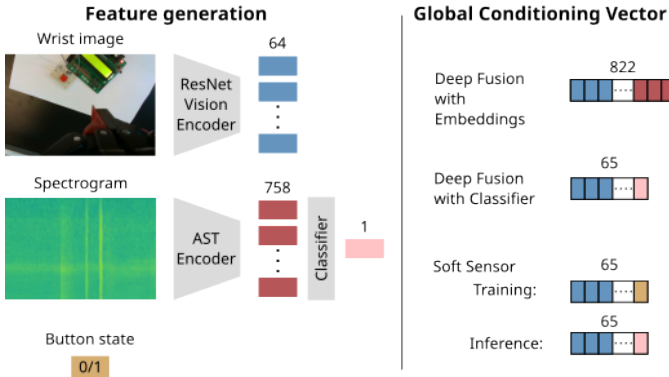 Feature generation
Wrist image
64
ResNet
Vision
Encoder
Spectrogram
758
AST
Encoder
Classifier
1
Button state
0/1
Global Conditioning Vector
822
Deep Fusion
with
Embeddings
65
Deep Fusion
with Classifier
65
Soft Sensor
Training:
65
Inference: